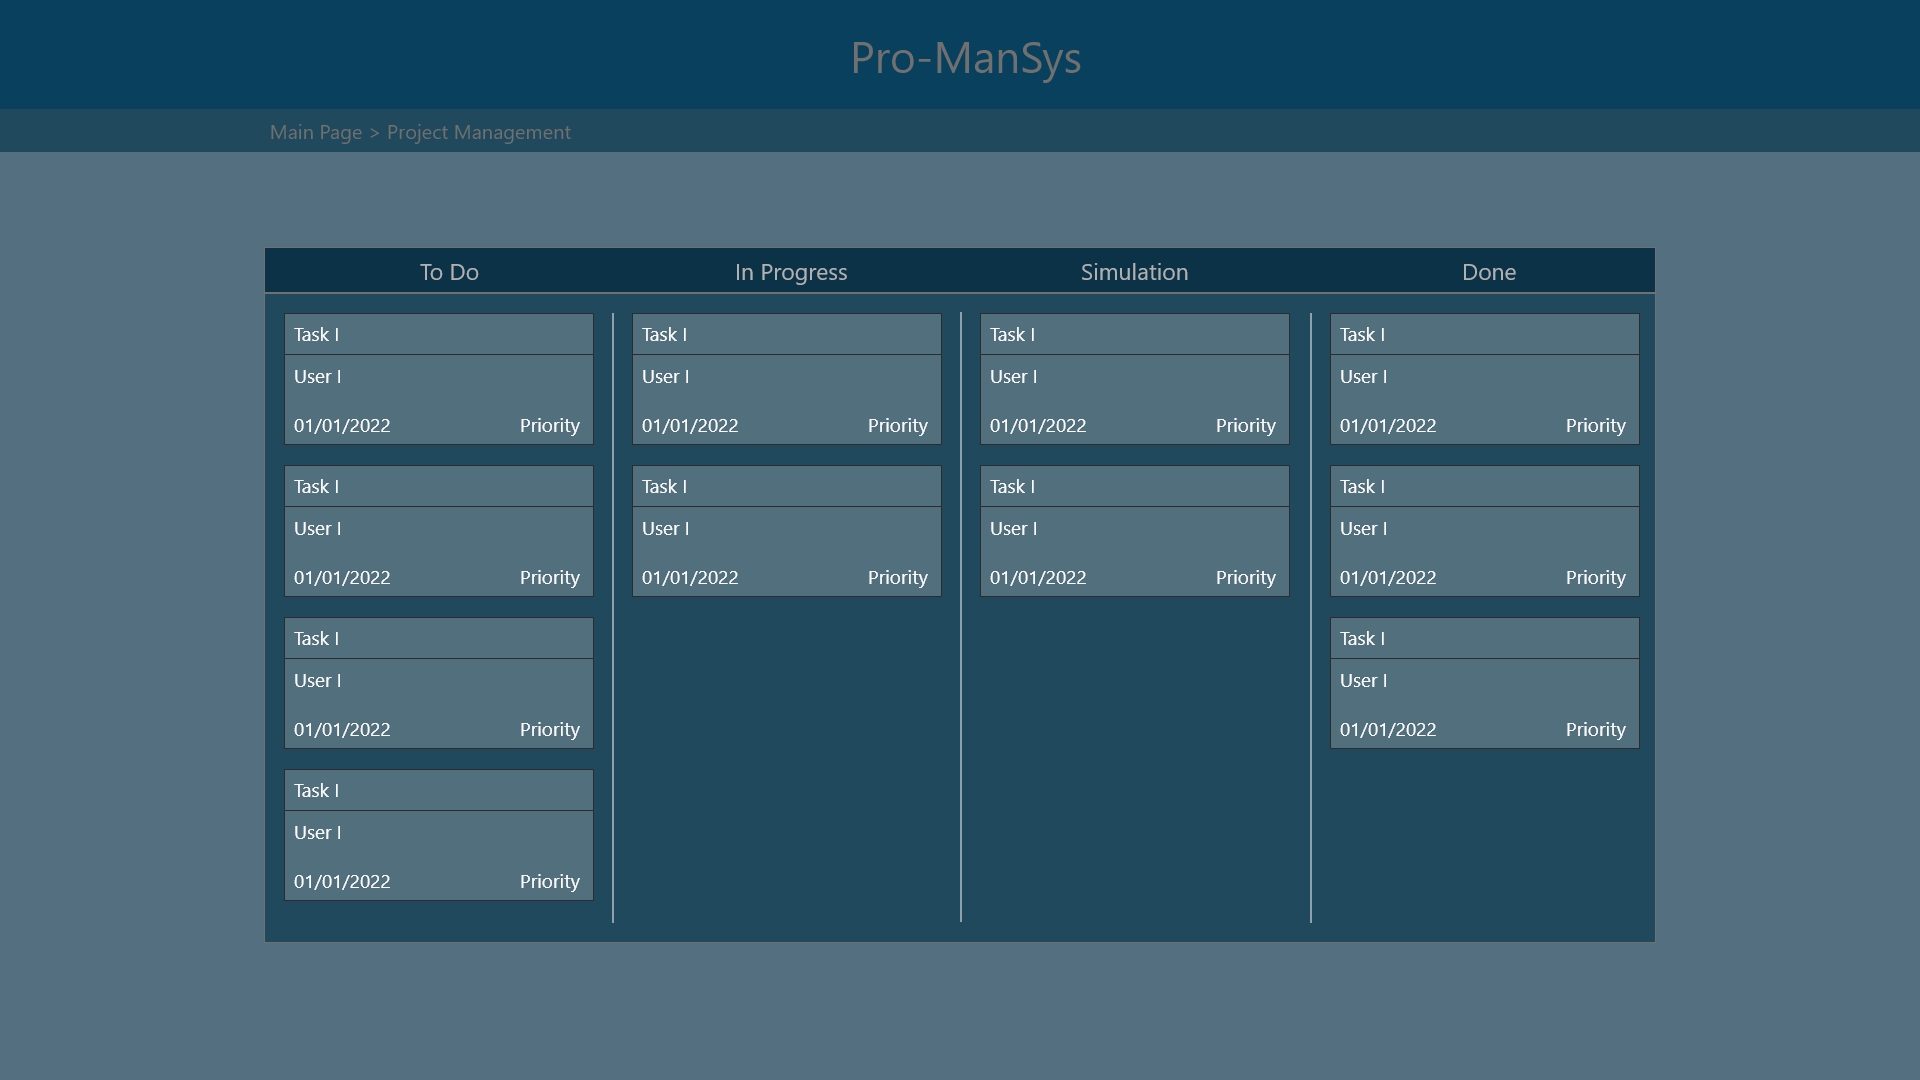 Pro-ManSys
Main Page > Project Management
To Do
In Progress
Simulation
Done
Task I
User I
01/01/2022 Priority
Task I
User I
01/01/2022 Priority
Task I
User I
01/01/2022 Priority
Task I
User I
01/01/2022 Priority
Task I
User I
01/01/2022 Priority
Task I
User I
01/01/2022 Priority
Task I
User I
01/01/2022 Priority
Task I
User I
01/01/2022 Priority
Task I
User I
01/01/2022 Priority
Task I
User I
01/01/2022 Priority
Task I
User I
01/01/2022 Priority